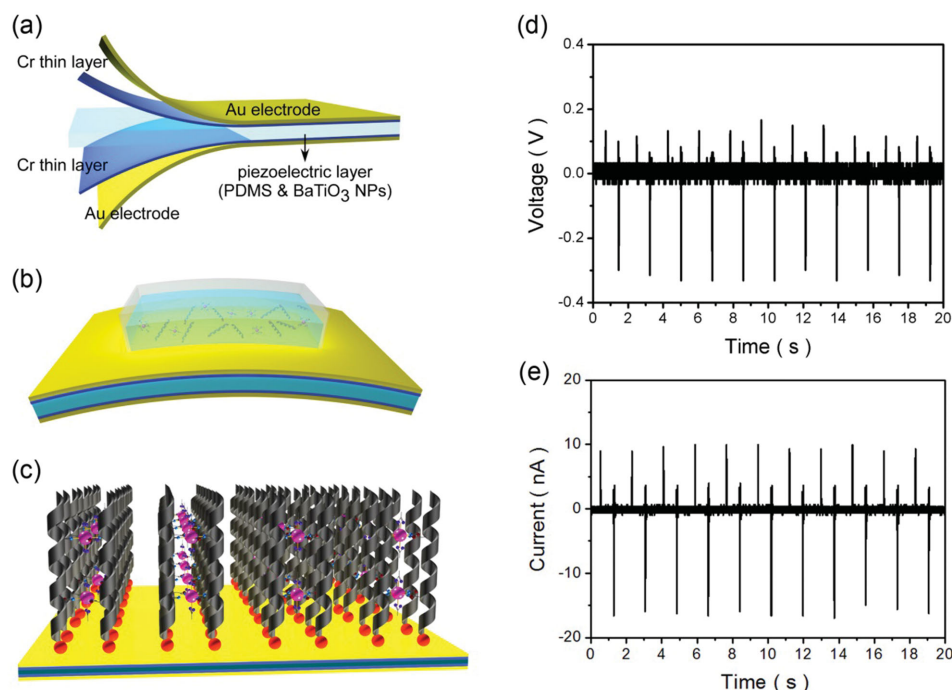 (a)
Cr thin layer
Au electrode
Cr thin layer
piezoelectric layer
(PDMS & BaTiO3 NPs)
Au electrode
(b)
(c)
(d)
0.4
0.2
0.0
-0.2
-0.4
Voltage ( V )
0 2 4 6 8 10 12 14 16 18 20
Time ( s )
(e)
20
10
0
-10
-20
Current ( nA )
0 2 4 6 8 10 12 14 16 18 20
Time ( s )